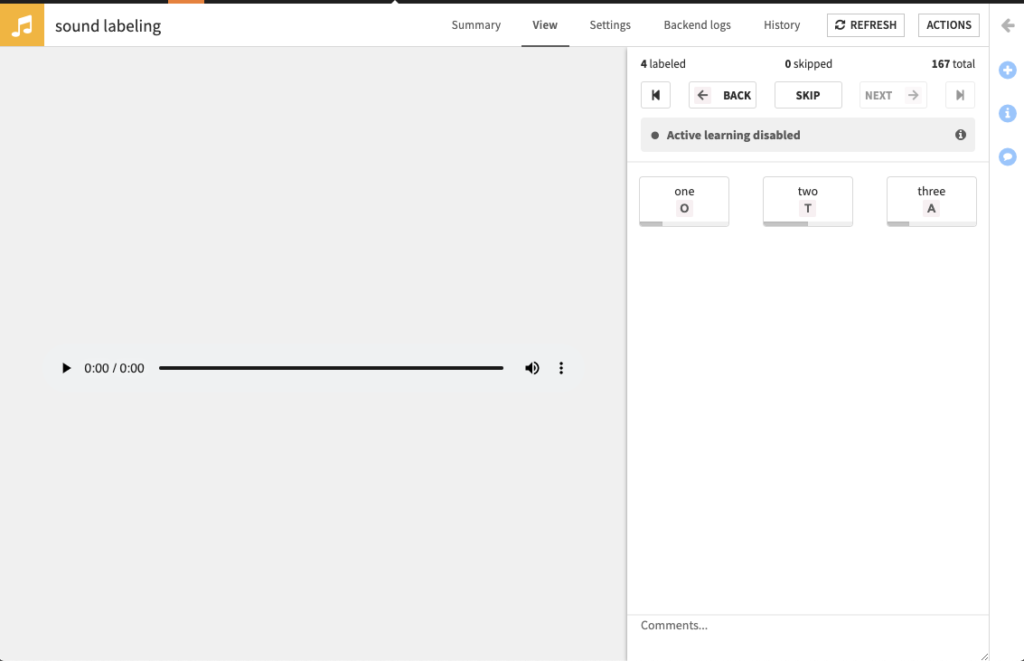 sound labeling
Summary View Settings Backend logs History REFRESH ACTIONS
4 labeled 0 skipped 167 total
BACK SKIP NEXT
Active learning disabled
one two three
O T A
0:00 / 0:00
Comments...